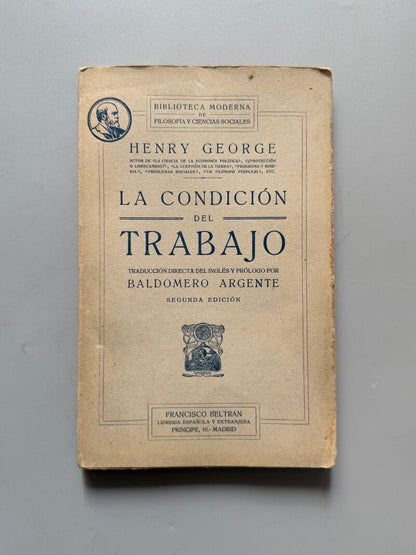 BIBLIOTECA MODERNA
DE
FILOSOFÍA Y CIENCIAS SOCIALES
HENRY GEORGE
AUTOR DE «LA CIENCIA DE LA ECONOMÍA POLÍTICA», «¿PROTECCIÓN
O LIBRECAMBIO?», «LA CUESTIÓN DE LA TIERRA», «PROGRESO Y MISE-
RIA», «PROBLEMAS SOCIALES», «UN FILÓSOFO PERPLEJO», ETC.
LA CONDICIÓN
DEL
TRABAJO
TRADUCCIÓN DIRECTA DEL INGLÉS Y PRÓLOGO POR
BALDOMERO ARGENTE
SEGUNDA EDICIÓN
FRANCISCO BELTRÁN
LIBRERÍA ESPAÑOLA Y EXTRANJERA
PRÍNCIPE, 16.-MADRID